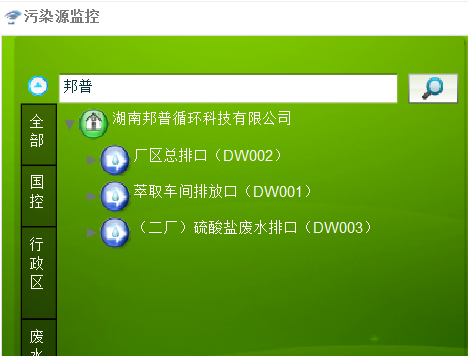 污染源监控
邦普
全部
湖南邦普循环科技有限公司
厂区总排口（DW002）
国控
萃取车间排放口（DW001）
（二厂）硫酸盐废水排口（DW003）
行政区
废